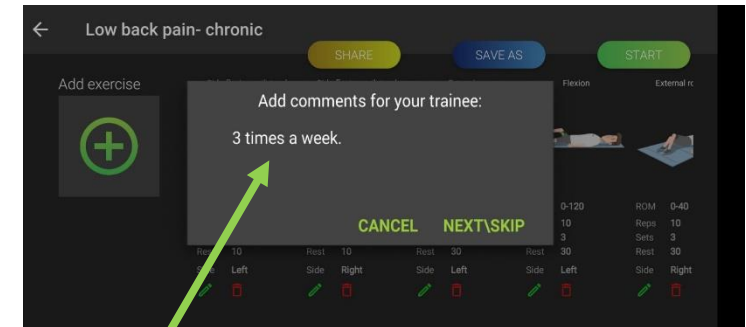 Low back pain- chronic
SHARE
SAVE AS
START
Add exercise
Flexion
External rc
Add comments for your trainee:
3 times a week.
CANCEL
NEXT\SKIP
0-120
ROM 0-40
10
Reps 10
3
Sets 3
Rest 10
Rest 10
Rest 30
Rest 30
Rest 30
Side Left
Side Right
Side Left
Side Left
Side Right